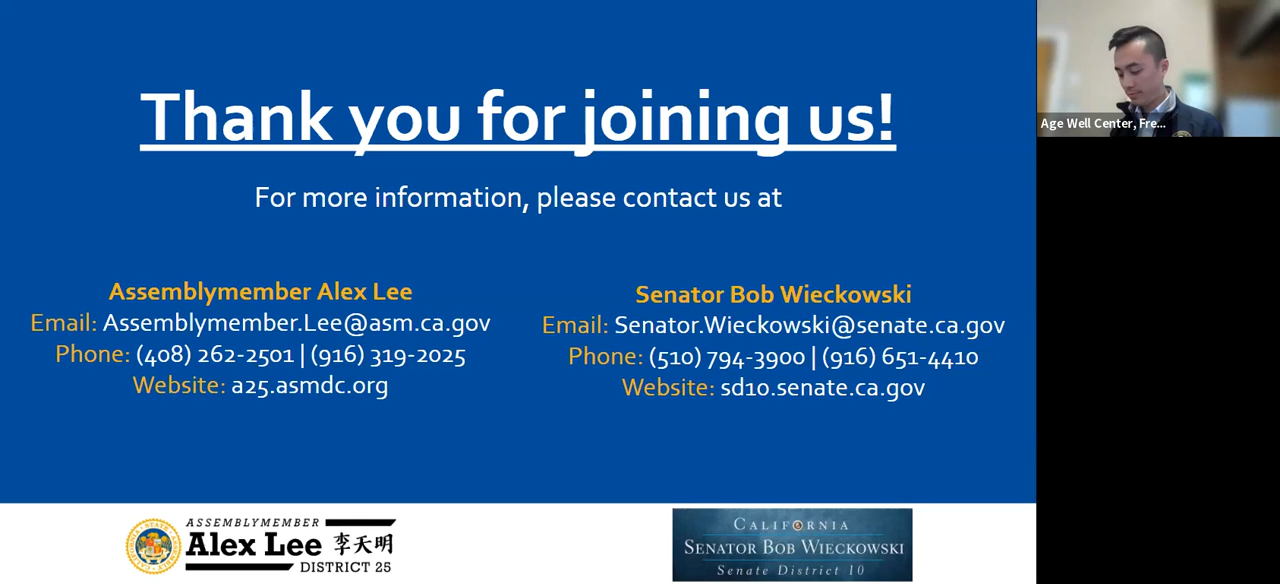 Thank you for joining us!
For more information, please contact us at
Assemblymember Alex Lee
Email: Assemblymember.Lee@asm.ca.gov
Phone: (408) 262-2501 | (916) 319-2025
Website: a25.asmdc.org
Senator Bob Wieckowski
Email: Senator.Wieckowski@senate.ca.gov
Phone: (510) 794-3900 | (916) 651-4410
Website: sd10.senate.ca.gov
ASSEMBLYMEMBER
Alex Lee 李天明
DISTRICT 25
CALIFORNIA
SENATOR BOB WIECKOWSKI
Senate District 10
Age Well Center, Fre...